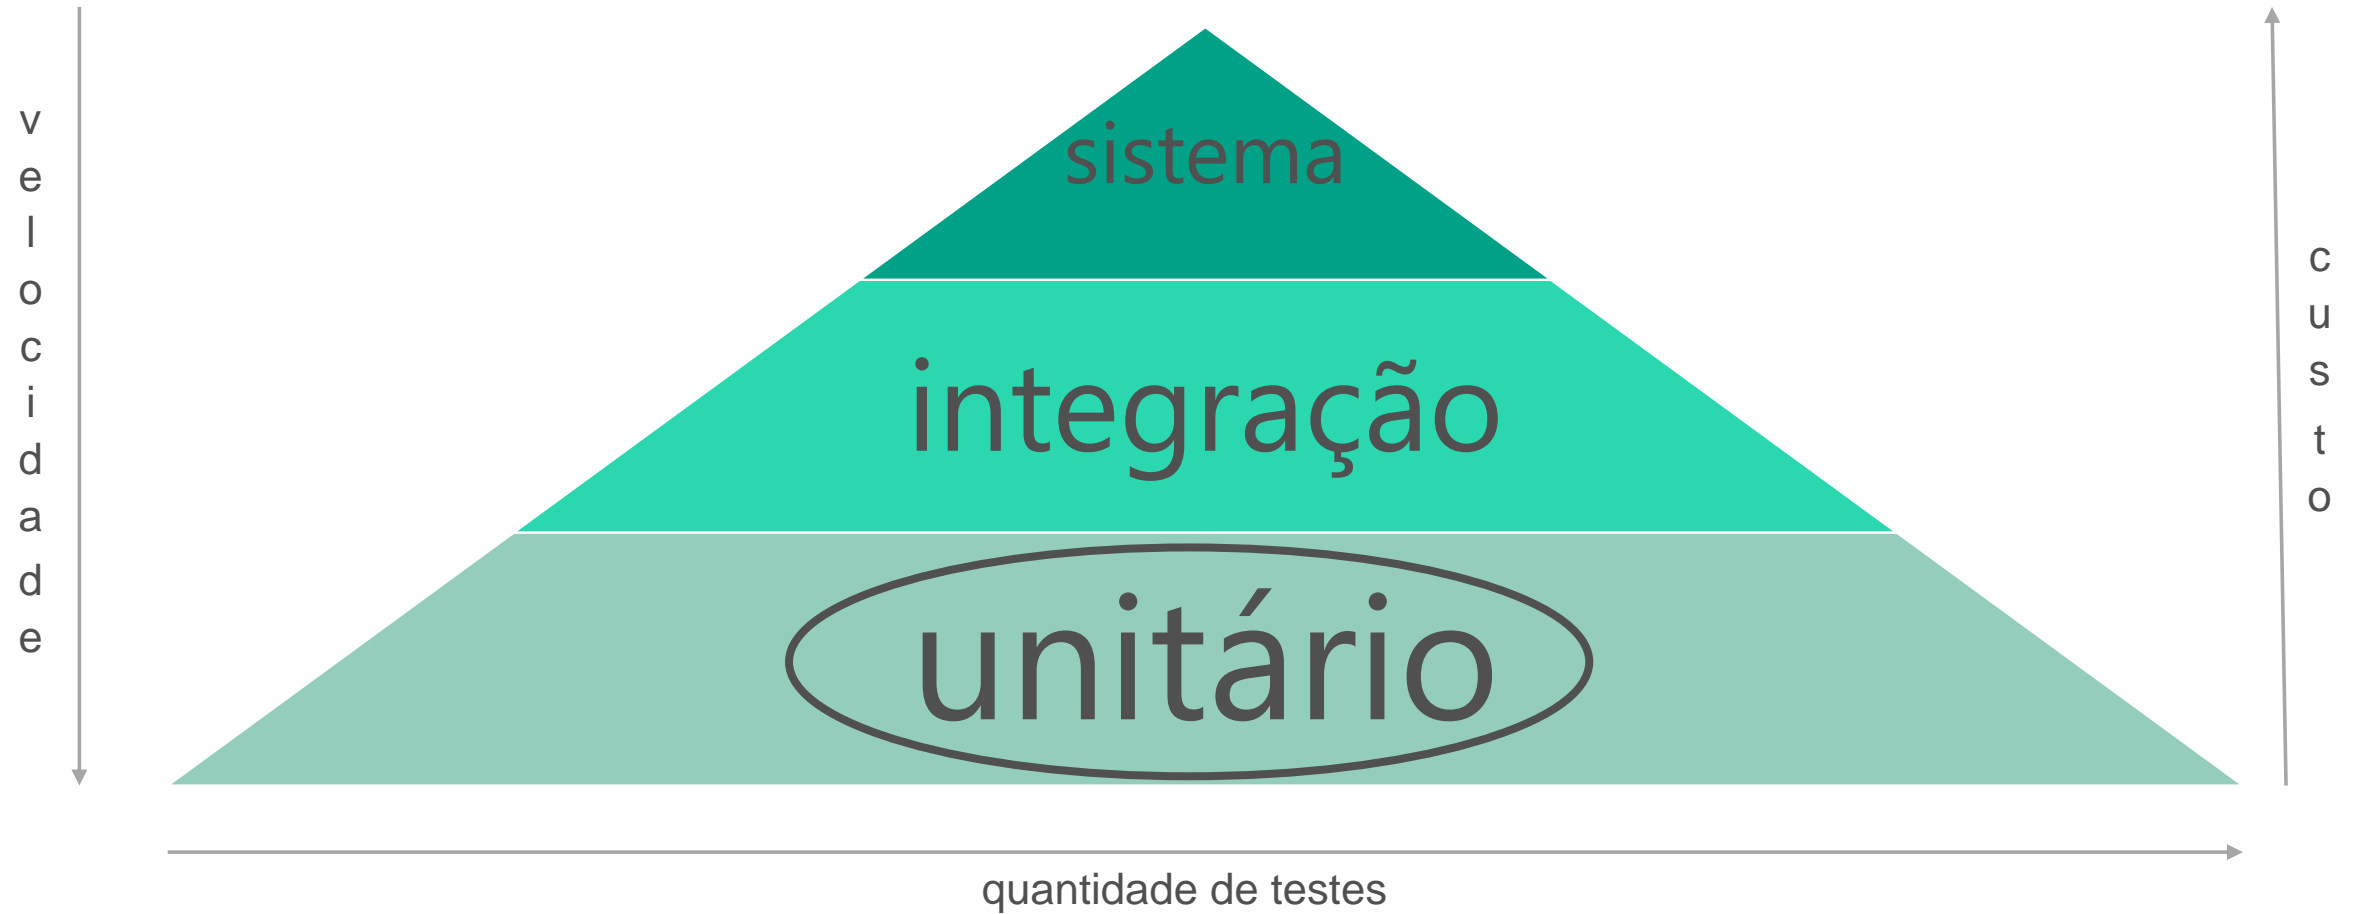 velocidade
sistema
integração
unitário
custo
quantidade de testes